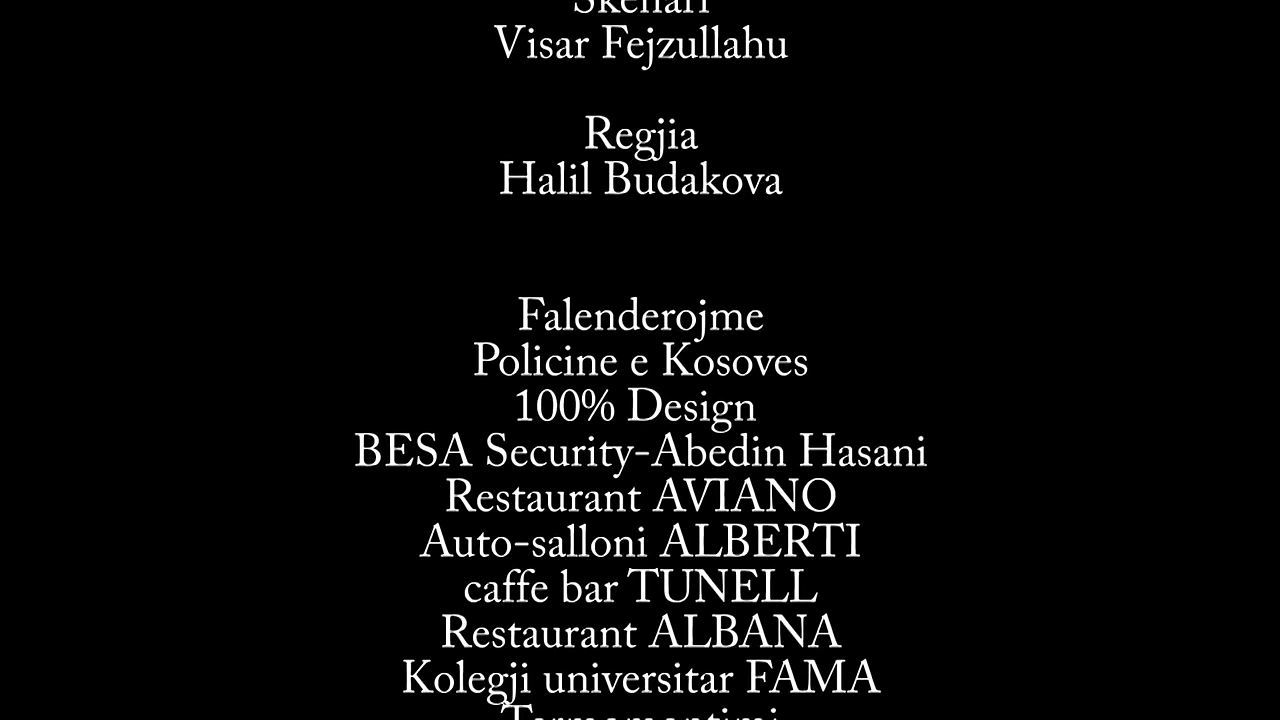 Skenari
Visar Fejzullahu
Regjia
Halil Budakova
Falenderojme
Policine e Kosoves
100% Design
BESA Security-Abedin Hasani
Restaurant AVIANO
Auto-salloni ALBERTI
caffe bar TUNELL
Restaurant ALBANA
Kolegji universitar FAMA